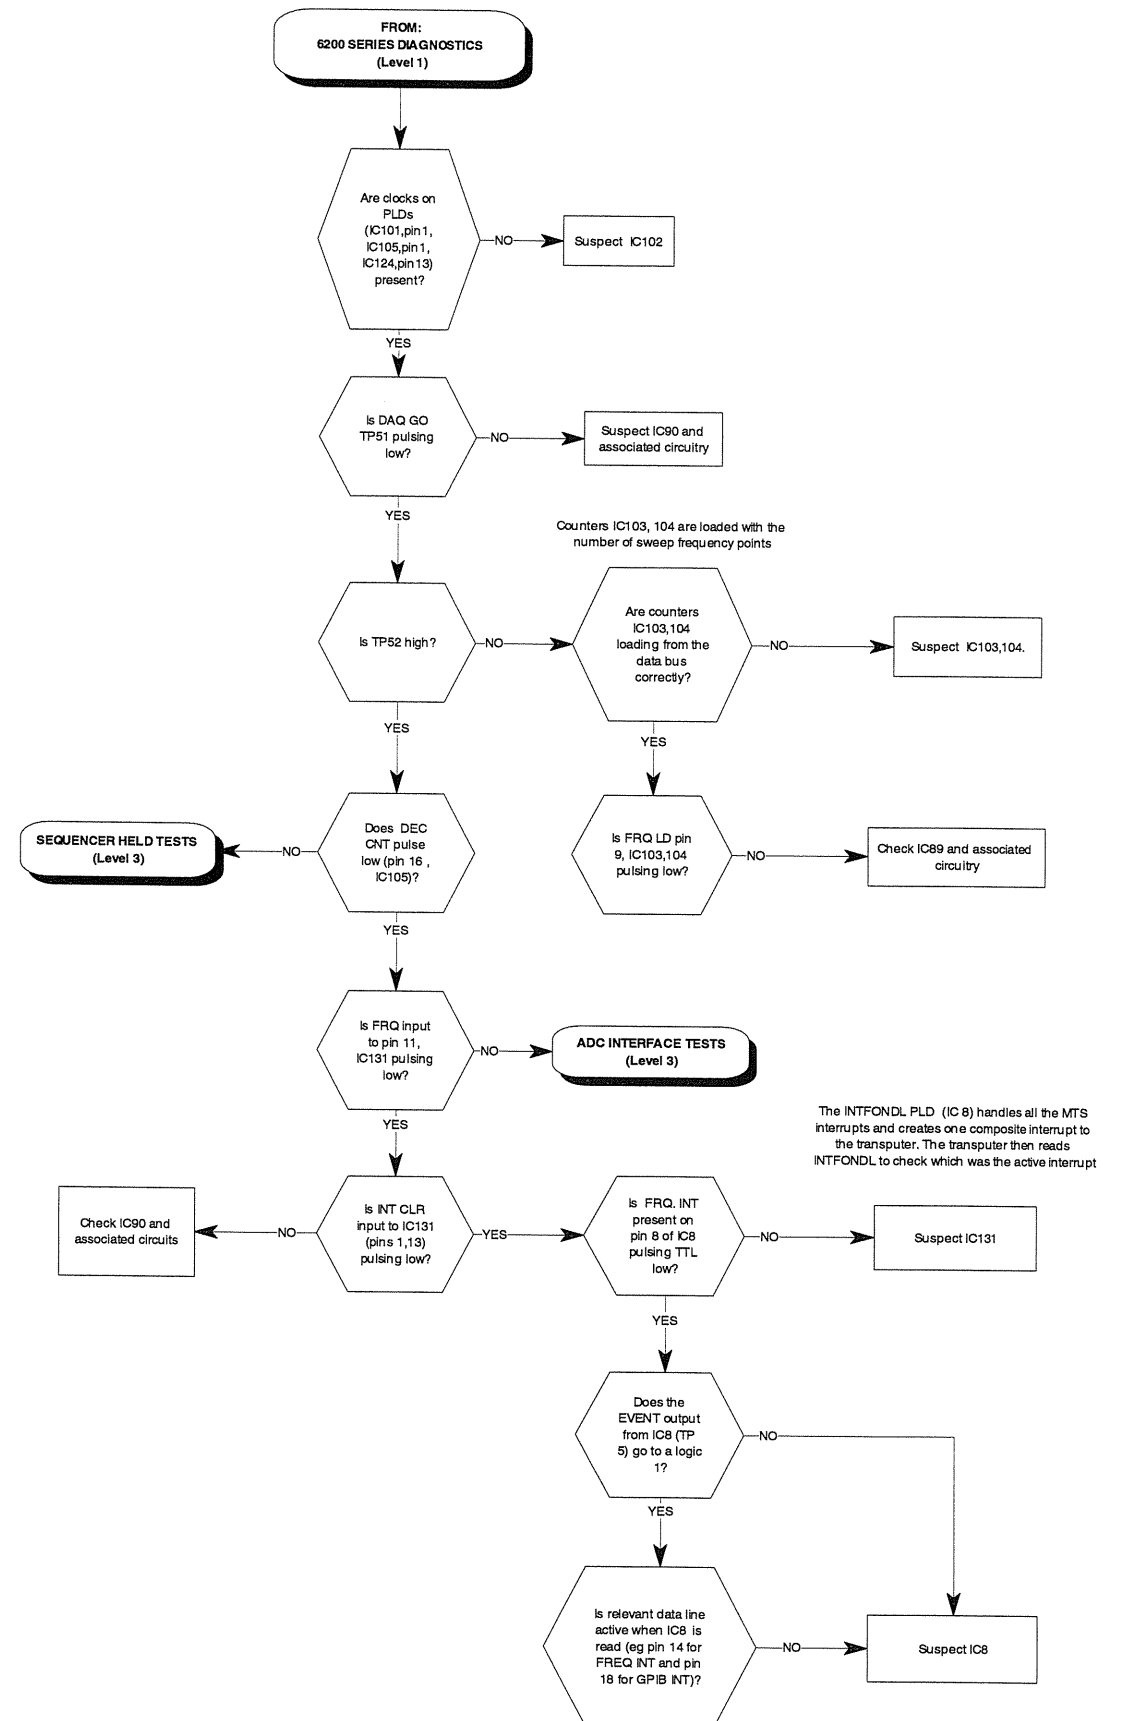 FROM:
6200 SERIES DIAGNOSTICS
(Level 1)
Are clocks on
PLDs
(IC101,pin1,
IC105,pin1,
IC124,pin13)
present?
NO
Suspect IC102
YES
Is DAQ GO
TP51 pulsing
low?
NO
Suspect IC90 and
associated circuitry
YES
Counters IC103, 104 are loaded with the
number of sweep frequency points
Is TP52 high?
NO
Are counters
IC103,104
loading from the
data bus
correctly?
NO
Suspect IC103,104.
YES
YES
Does DEC
CNT pulse
low (pin 16 ,
IC105)?
NO
SEQUENCER HELD TESTS
(Level 3)
Is FRQ LD pin
9, IC103,104
pulsing low?
NO
Check IC89 and associated
circuitry
YES
Is FRQ input
to pin 11,
IC131 pulsing
low?
NO
ADC INTERFACE TESTS
(Level 3)
YES
The INTFONDL PLD (IC 8) handles all the MTS
interrupts and creates one composite interrupt to
the transputer. The transputer then reads
INTFONDL to check which was the active interrupt
Is INT CLR
input to IC131
(pins 1,13)
pulsing low?
NO
Check IC90 and
associated circuits
YES
Is FRQ. INT
present on
pin 8 of IC8
pulsing TTL
low?
NO
Suspect IC131
YES
Does the
EVENT output
from IC8 (TP
5) go to a logic
1?
NO
YES
Is relevant data line
active when IC8 is
read (eg pin 14 for
FREQ INT and pin
18 for GPIB INT)?
NO
Suspect IC8